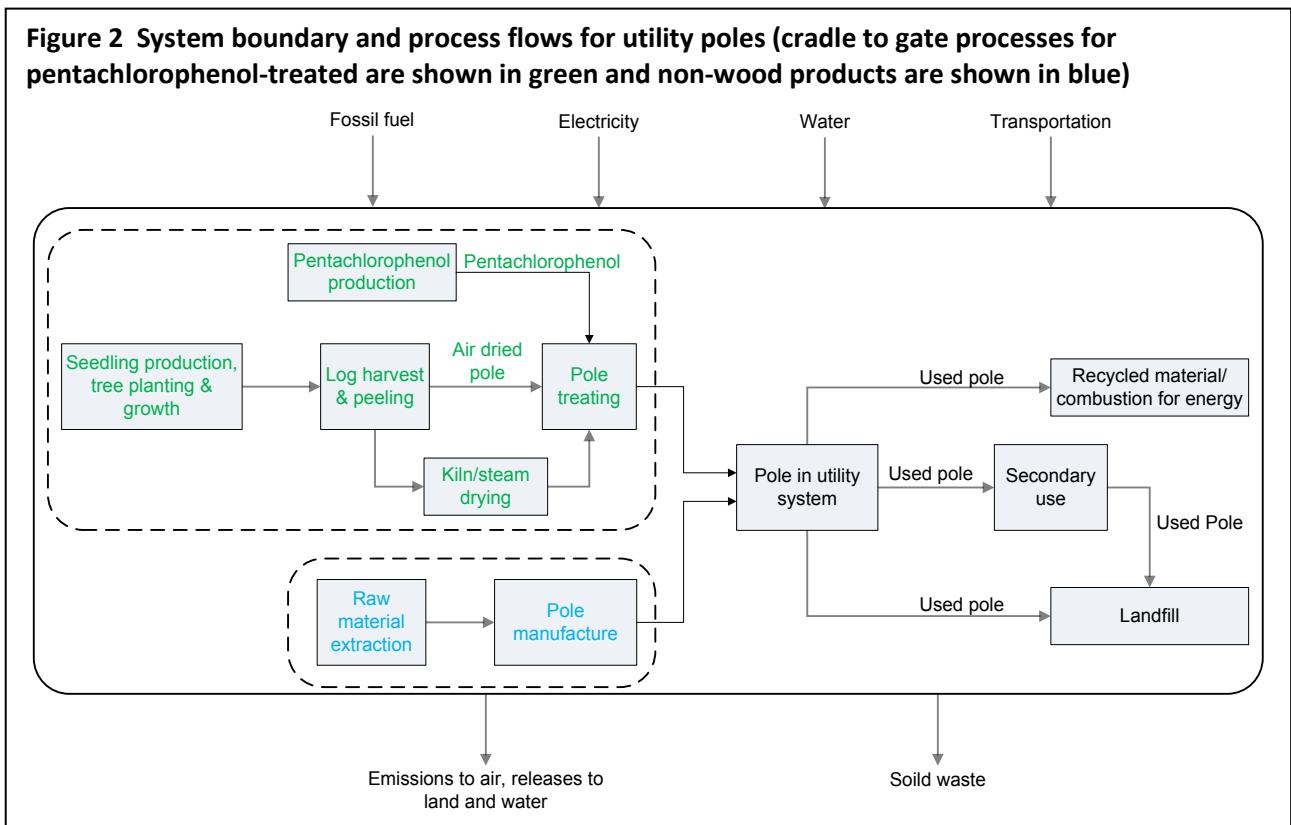 Figure 2  System boundary and process flows for utility poles (cradle to gate processes for
pentachlorophenol-treated are shown in green and non-wood products are shown in blue)
Fossil fuel
Electricity
Water
Transportation
Pentachlorophenol
production
Pentachlorophenol
Seedling production,
tree planting &
growth
Log harvest
& peeling
Air dried
pole
Pole
treating
Kiln/steam
drying
Raw
material
extraction
Pole
manufacture
Pole in utility
system
Used pole
Recycled material/
combustion for energy
Used pole
Secondary
use
Used Pole
Used pole
Landfill
Emissions to air, releases to
land and water
Soild waste